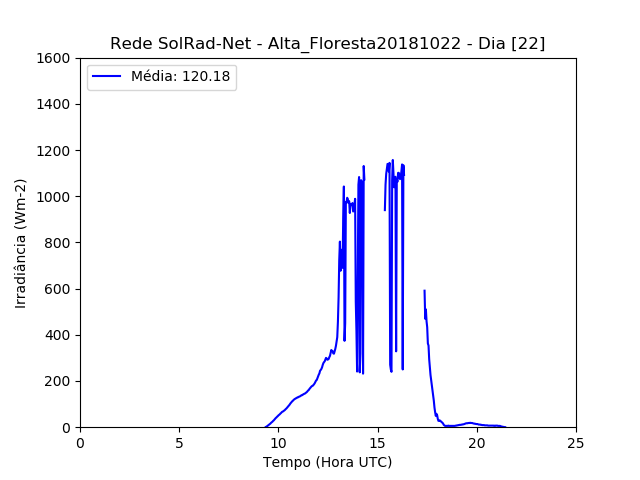 Rede SolRad-Net - Alta_Floresta20181022 - Dia [22]
Média: 120.18
1600
1400
1200
1000
800
600
400
200
0
Irradiância (Wm-2)
0 5 10 15 20 25
Tempo (Hora UTC)